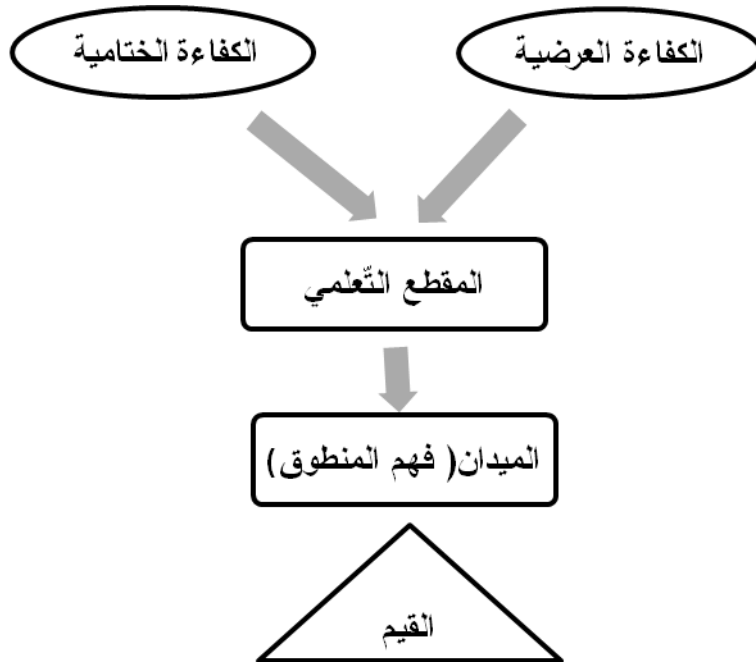 الكفاءة العرضية
الكفاءة الختامية
المقطع التّعلمي
الميدان( فهم المنطوق)
القيم